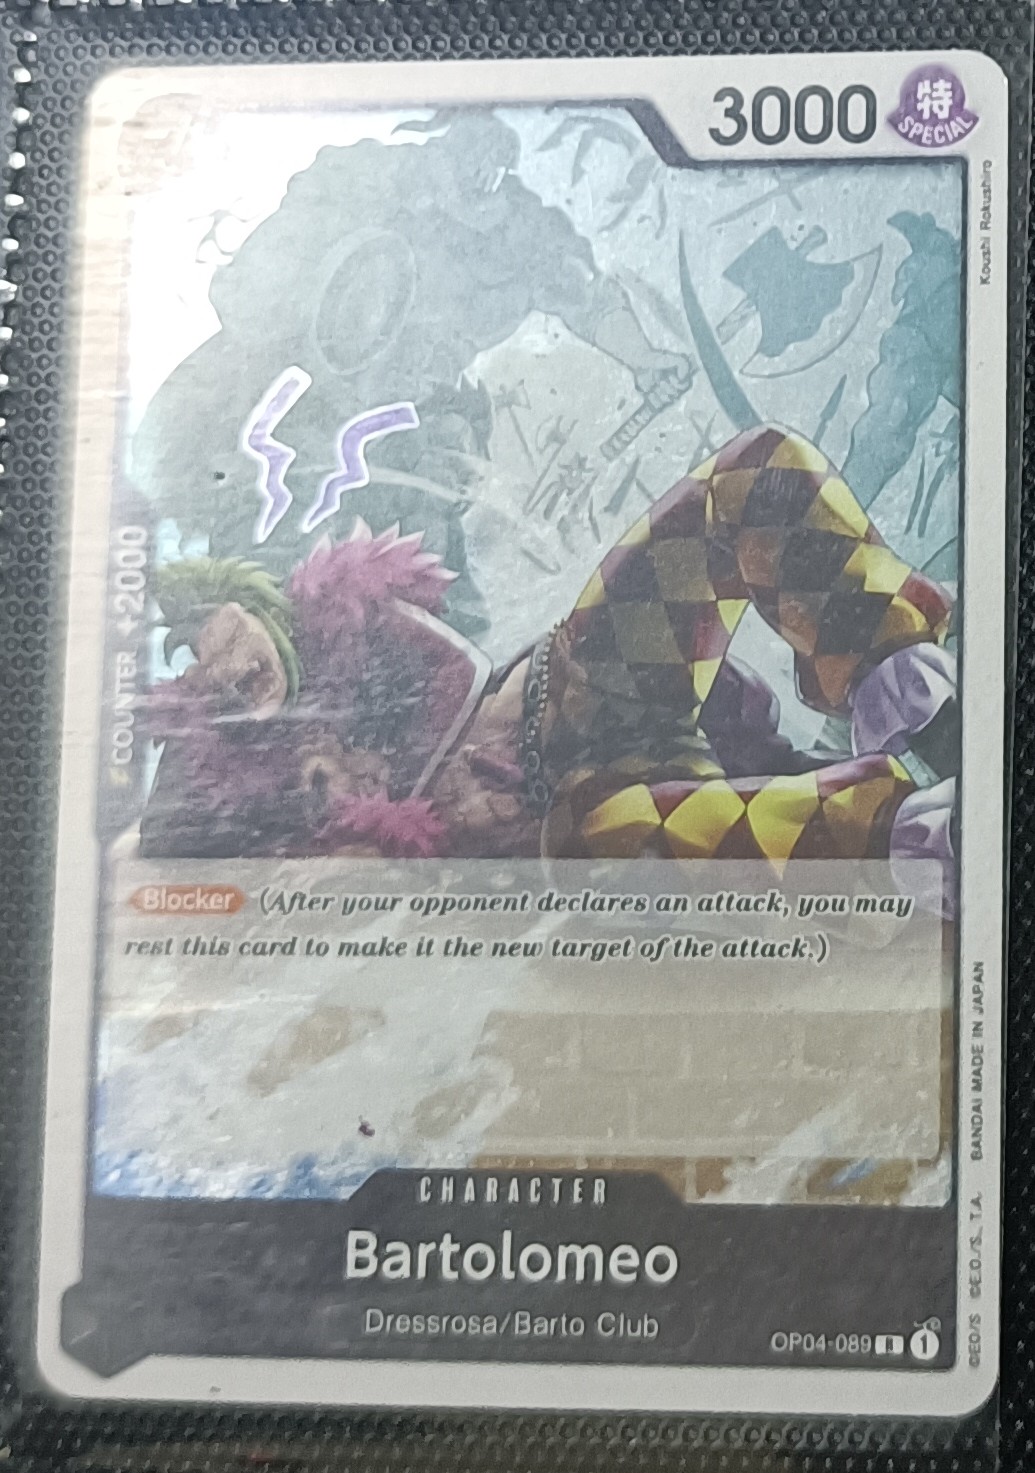 3000
特
SPECIAL
Koushi Rokushiro
COUNTER +2000
Blocker (After your opponent declares an attack, you may
rest this card to make it the new target of the attack.)
CHARACTER
Bartolomeo
Dressrosa/Barto Club
OP04-089 R 1
©EO/S ©E.O./S., T.A. BANDAI MADE IN JAPAN